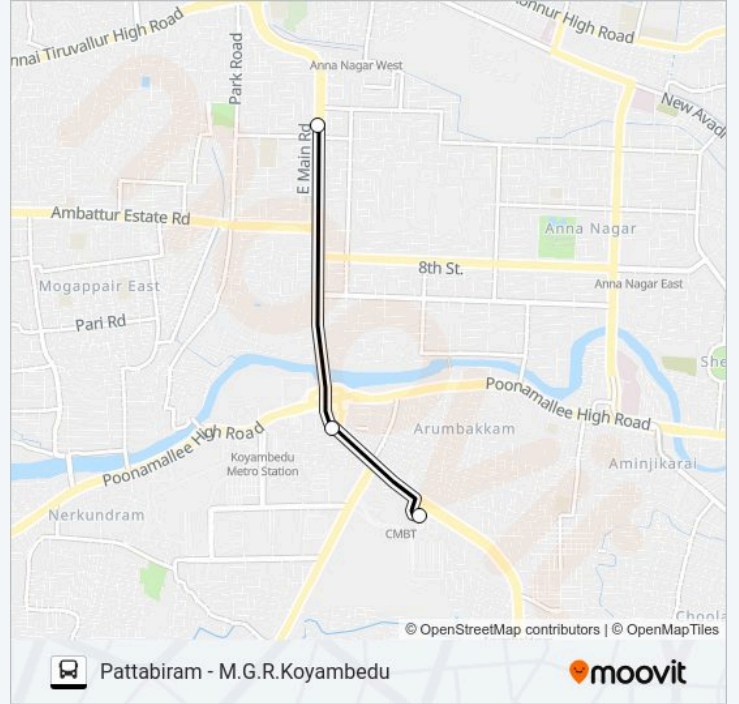 onnur High Road
nnai Tiruvallur High Road
Park Road
Anna Nagar West
New Avadi
E Main Rd
Ambattur Estate Rd
Anna Nagar
8th St.
Mogappair East
Anna Nagar East
Pari Rd
She
Poonamallee High Road
Poonamallee High Road
Arumbakkam
Koyambedu
Metro Station
Aminjikarai
Nerkundram
CMBT
Choola
© OpenStreetMap contributors | © OpenMapTiles
Pattabiram - M.G.R.Koyambedu
moovit